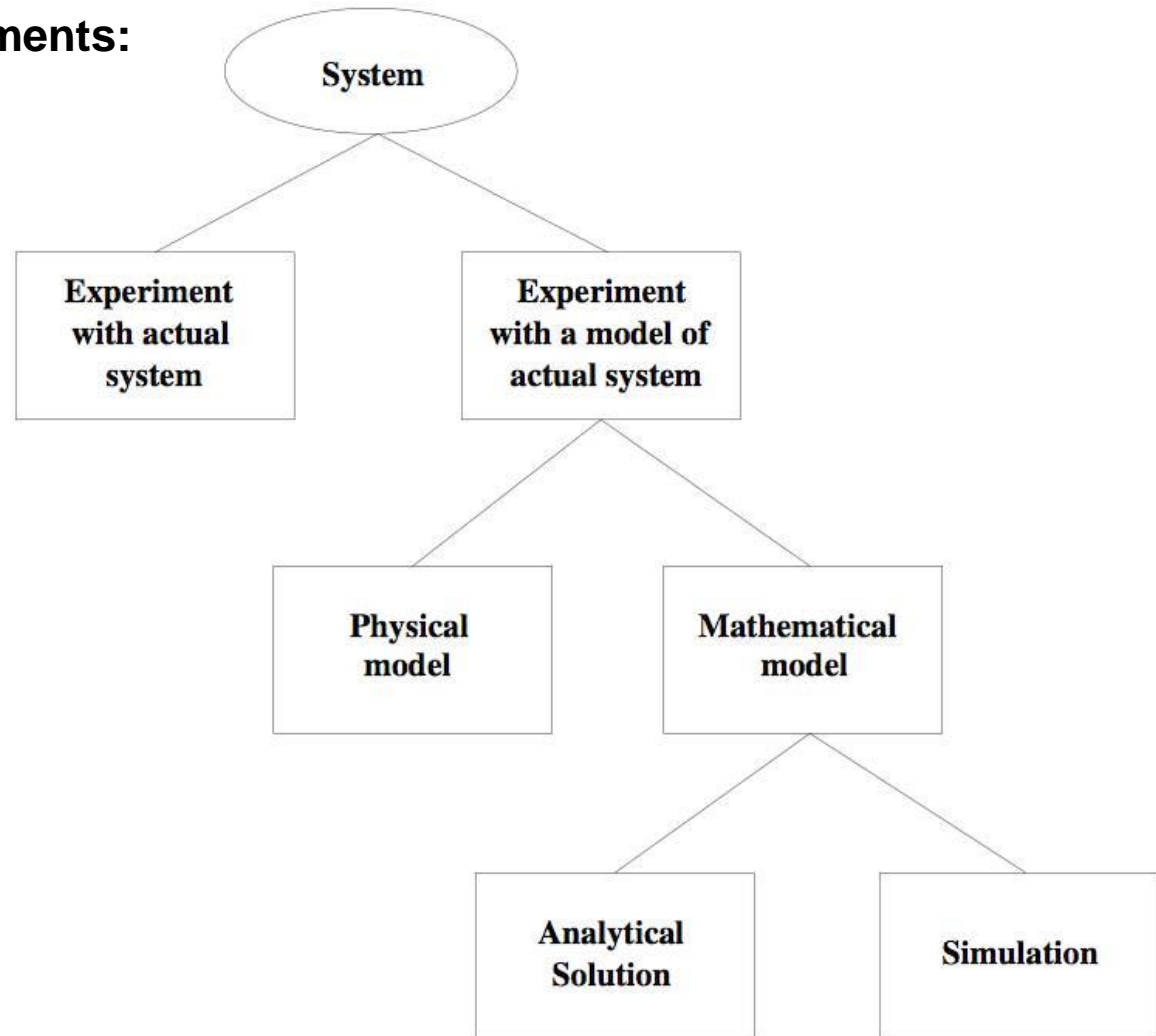 ments:
System
Experiment
with actual
system
Experiment
with a model of
actual system
Physical
model
Mathematical
model
Analytical
Solution
Simulation